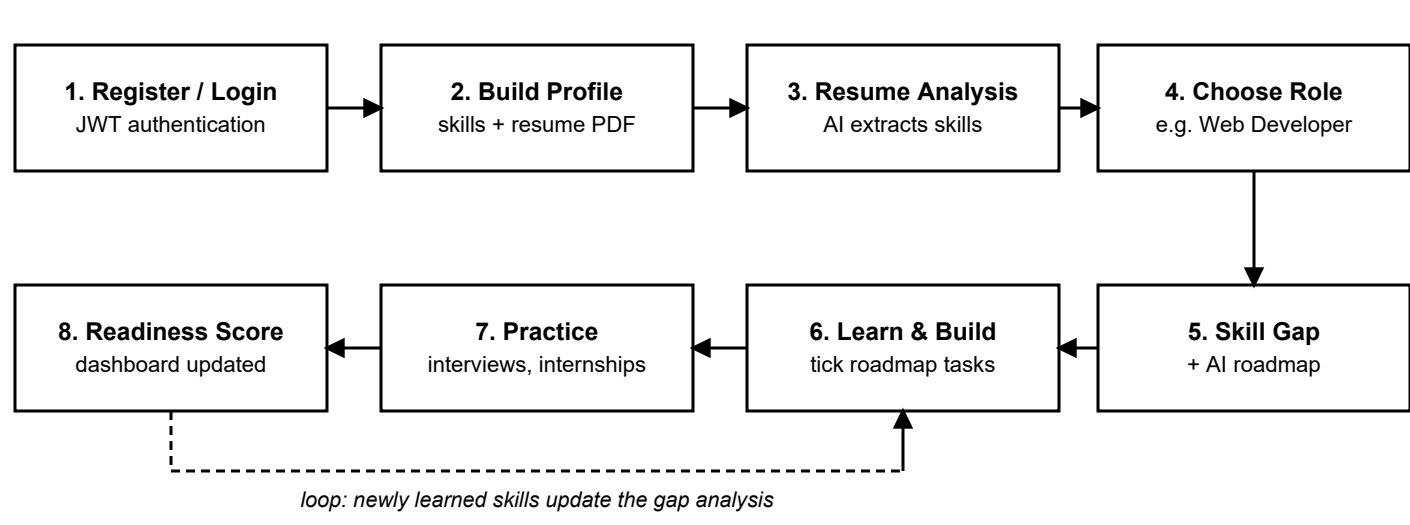 1. Register / Login
JWT authentication
2. Build Profile
skills + resume PDF
3. Resume Analysis
AI extracts skills
4. Choose Role
e.g. Web Developer
5. Skill Gap
+ AI roadmap
6. Learn & Build
tick roadmap tasks
7. Practice
interviews, internships
8. Readiness Score
dashboard updated
loop: newly learned skills update the gap analysis